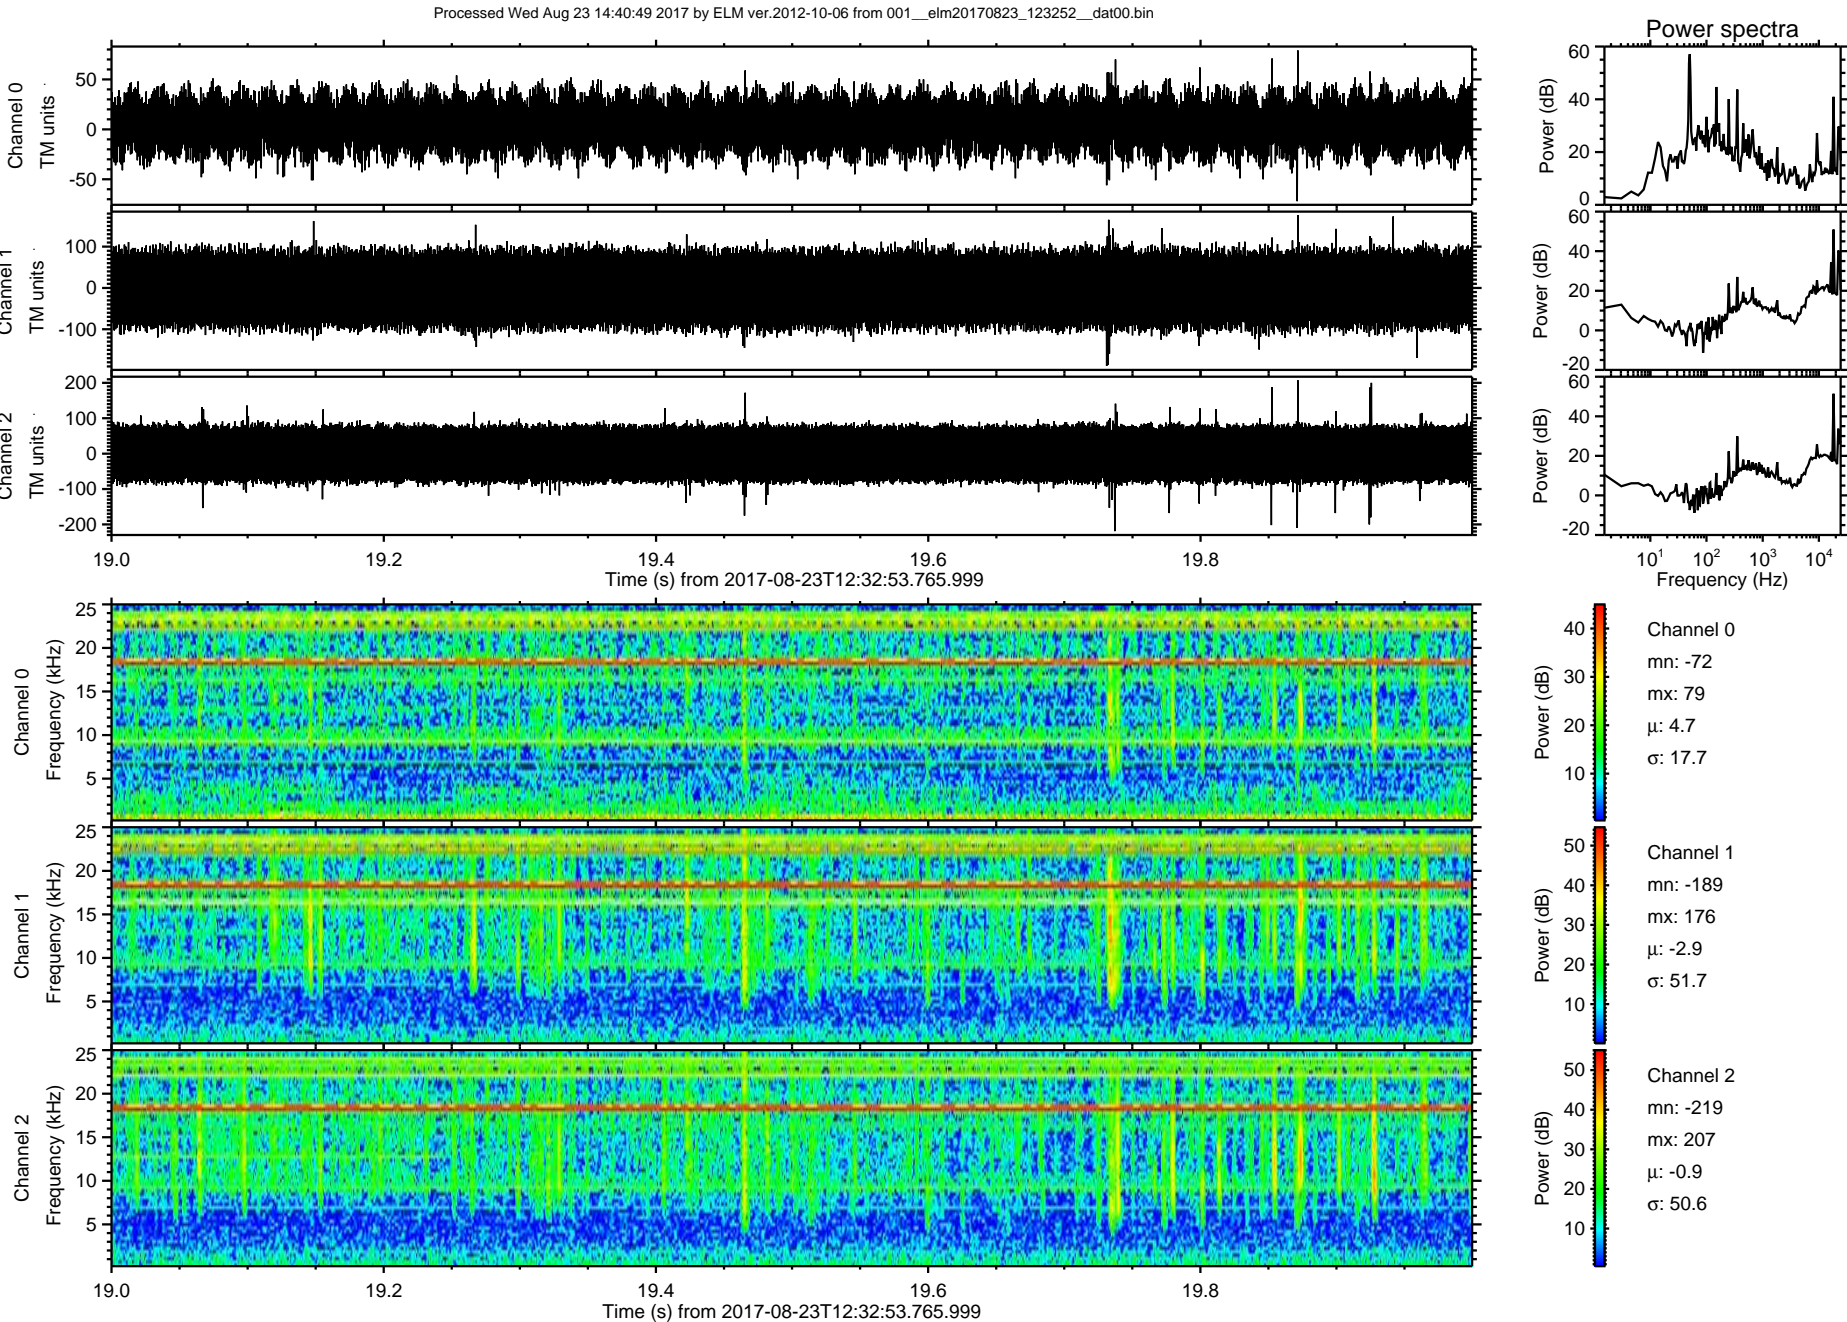 Processed Wed Aug 23 14:40:49 2017 by ELM ver.2012-10-06 from 001__elm20170823_123252__dat00.bin
Power spectra
Channel 0
TM units
50
0
-50
Power (dB)
60
40
20
0
Channel 1
TM units
100
0
-100
Power (dB)
60
40
20
0
-20
Channel 2
TM units
200
100
0
-100
-200
Power (dB)
60
40
20
0
-20
19.0 19.2 19.4 19.6 19.8
Time (s) from 2017-08-23T12:32:53.765.999
10¹ 10² 10³ 10⁴
Frequency (Hz)
Channel 0
Frequency (kHz)
25
20
15
10
5
Power (dB)
40
30
20
10
Channel 0
mn: -72
mx: 79
μ: 4.7
σ: 17.7
Channel 1
Frequency (kHz)
25
20
15
10
5
Power (dB)
50
40
30
20
10
Channel 1
mn: -189
mx: 176
μ: -2.9
σ: 51.7
Channel 2
Frequency (kHz)
25
20
15
10
5
Power (dB)
50
40
30
20
10
Channel 2
mn: -219
mx: 207
μ: -0.9
σ: 50.6
19.0 19.2 19.4 19.6 19.8
Time (s) from 2017-08-23T12:32:53.765.999